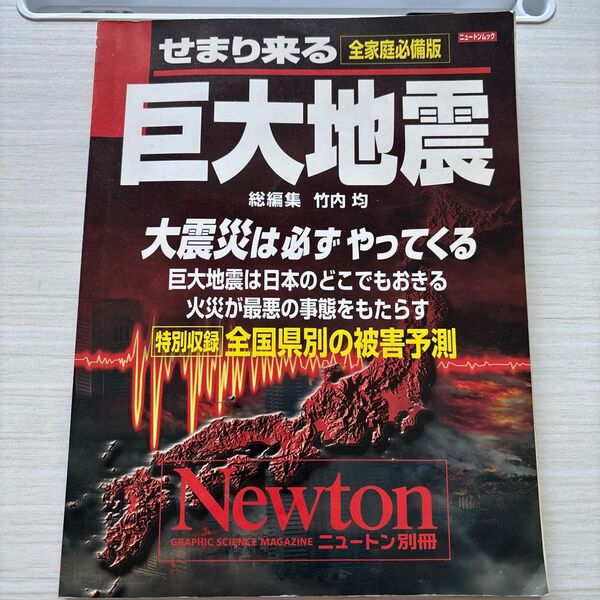 せまり来る 全家庭必備版 ニュートンムック
巨大地震
総編集 竹内 均
大震災は必ずやってくる
巨大地震は日本のどこでもおきる
火災が最悪の事態をもたらす
特別収録 全国県別の被害予測
Newton
GRAPHIC SCIENCE MAGAZINE ニュートン別冊